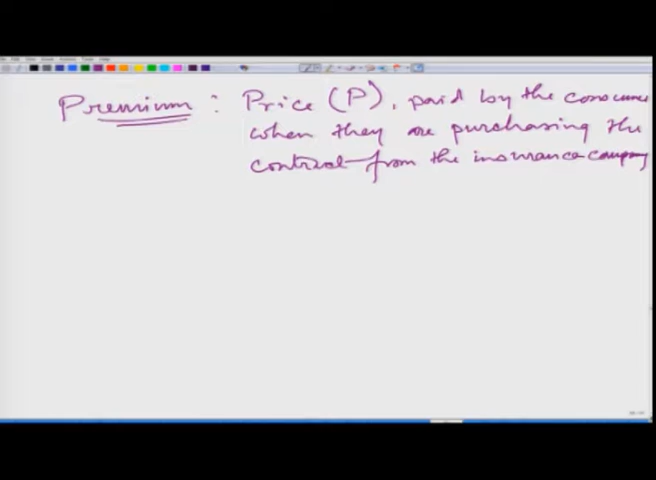 Premium : Price (P), paid by the consumer
when they are purchasing the
contract from the insurance company